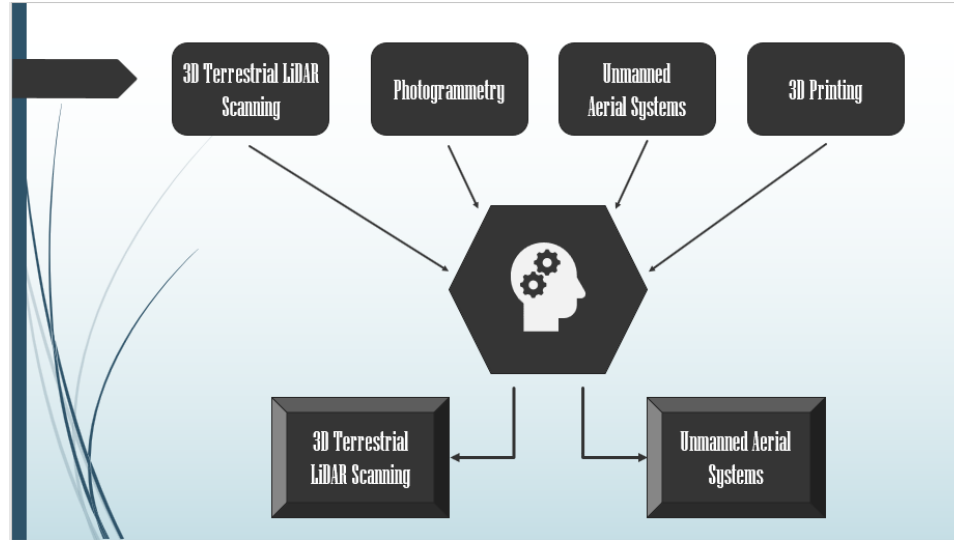 3D Terrestrial LiDAR
Scanning
Photogrammetry
Unmanned
Aerial Systems
3D Printing
3D Terrestrial
LiDAR Scanning
Unmanned Aerial
Systems